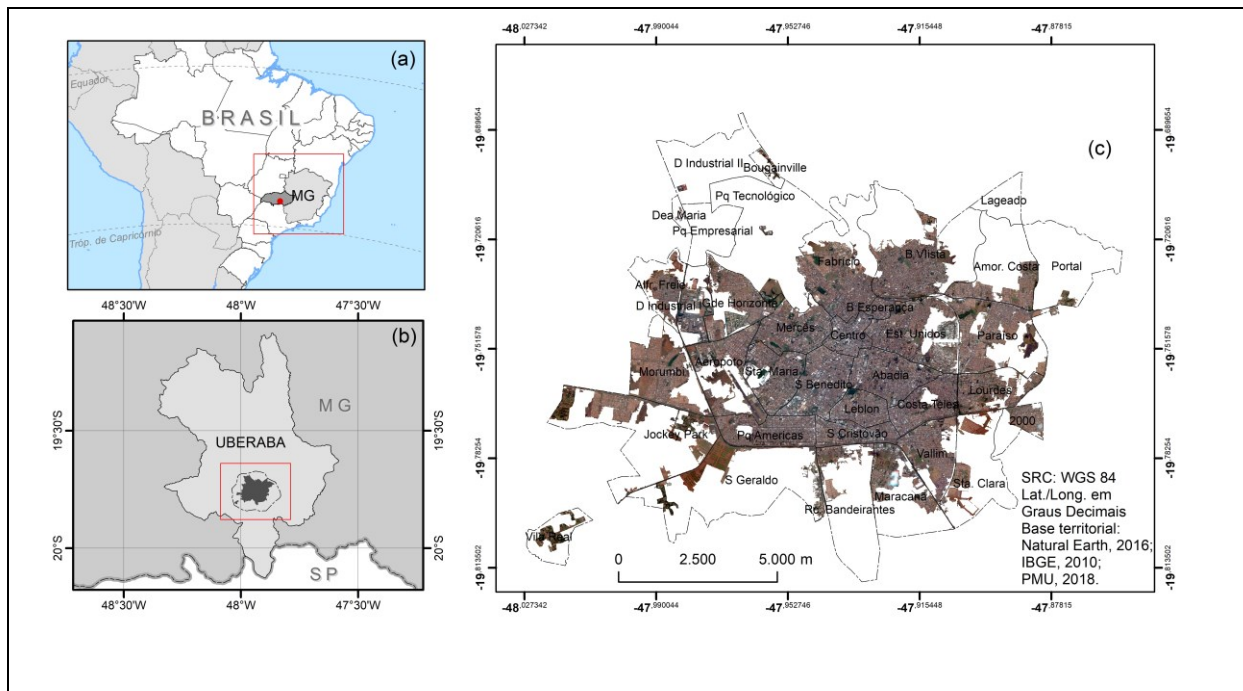 (a)
Equador
BRASIL
MG
Tróp. de Capricórnio
48°30'W 48°W 47°30'W
(b)
MG
19°30'S 19°30'S
UBERABA
20°S 20°S
SP
48°30'W 48°W 47°30'W
-48,027342 -47,990044 -47,952746 -47,915448 -47,87815
-19,689654 -19,689654
(c)
D Industrial II
Bougainville
Pq Tecnológico
Lageado
Dea Maria
Pq Empresarial
-19,720616 -19,720616
Fabrício
B VIista
Amor. Costa
Portal
Alfr. Freie
D Industrial I
Gde Horizonte
B Esperança
Mercês
Centro
Est. Unidos
Paraíso
-19,751578 -19,751578
Aeropoto
Morumbi
Sta. Maria
S Benedito
Abadia
Lourdes
Costa Teles
Leblon
2000
Jockey Park
Pq Americas
S Cristovão
Vallim
-19,78254 -19,78254
S Geraldo
Sta. Clara
Maracanã
Rc. Bandeirantes
Vila Real
0 2.500 5.000 m
SRC: WGS 84
Lat./Long. em
Graus Decimais
Base territorial:
Natural Earth, 2016;
IBGE, 2010;
PMU, 2018.
-19,813502 -19,813502
-48,027342 -47,990044 -47,952746 -47,915448 -47,87815